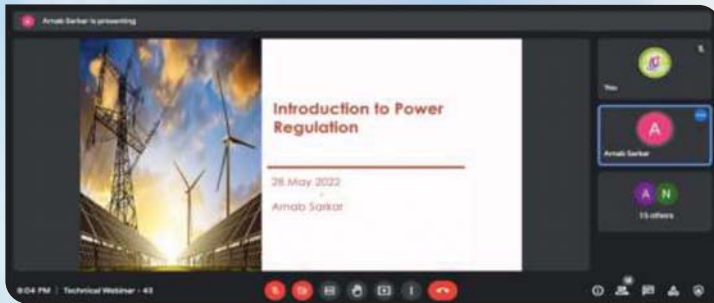 A
Arnab Sarkar is presenting
Introduction to Power
Regulation
28 May 2022
Arnab Sarkar
You
A
Arnab Sarkar
A N
15 others
9:04 PM | Technical Webinar - 43